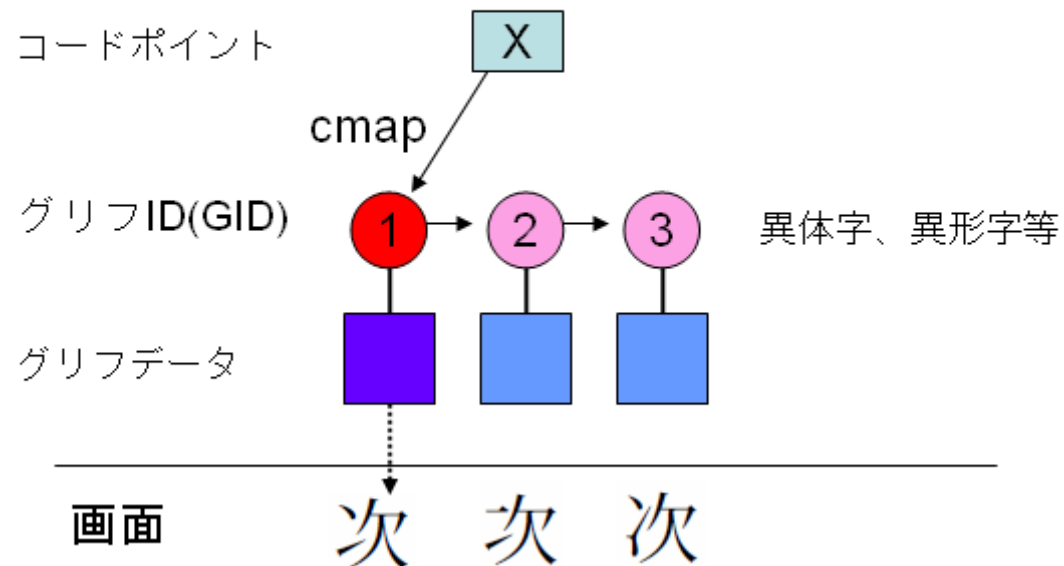 コードポイント
X
cmap
グリフID(GID)
1
2
3
異体字、異形字等
グリフデータ
画面
次 次 次